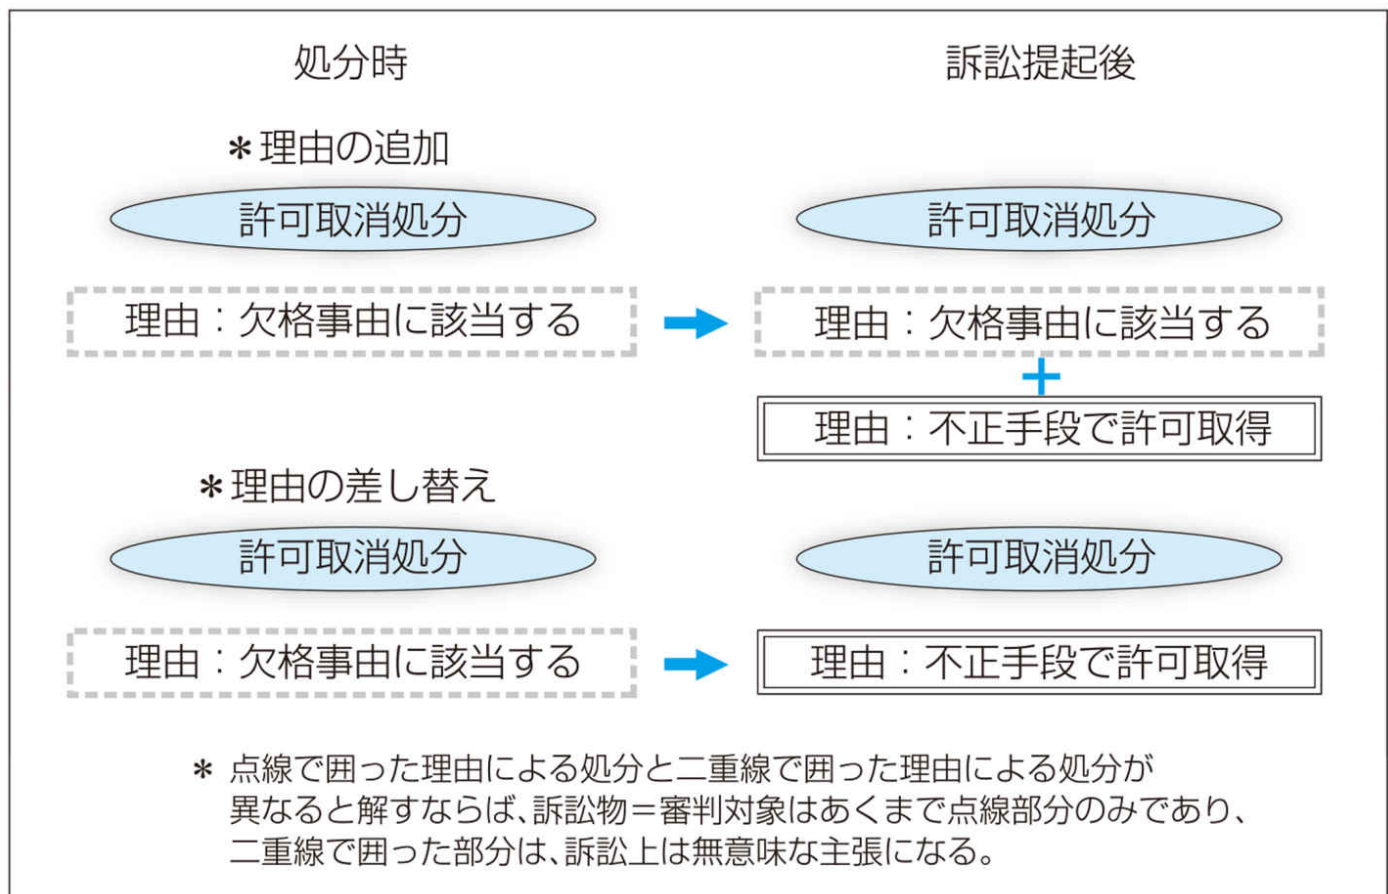 処分時
訴訟提起後
＊理由の追加
許可取消処分
許可取消処分
理由：欠格事由に該当する
理由：欠格事由に該当する
＋
理由：不正手段で許可取得
＊理由の差し替え
許可取消処分
許可取消処分
理由：欠格事由に該当する
理由：不正手段で許可取得
＊ 点線で囲った理由による処分と二重線で囲った理由による処分が
異なると解すならば、訴訟物＝審判対象はあくまで点線部分のみであり、
二重線で囲った部分は、訴訟上は無意味な主張になる。